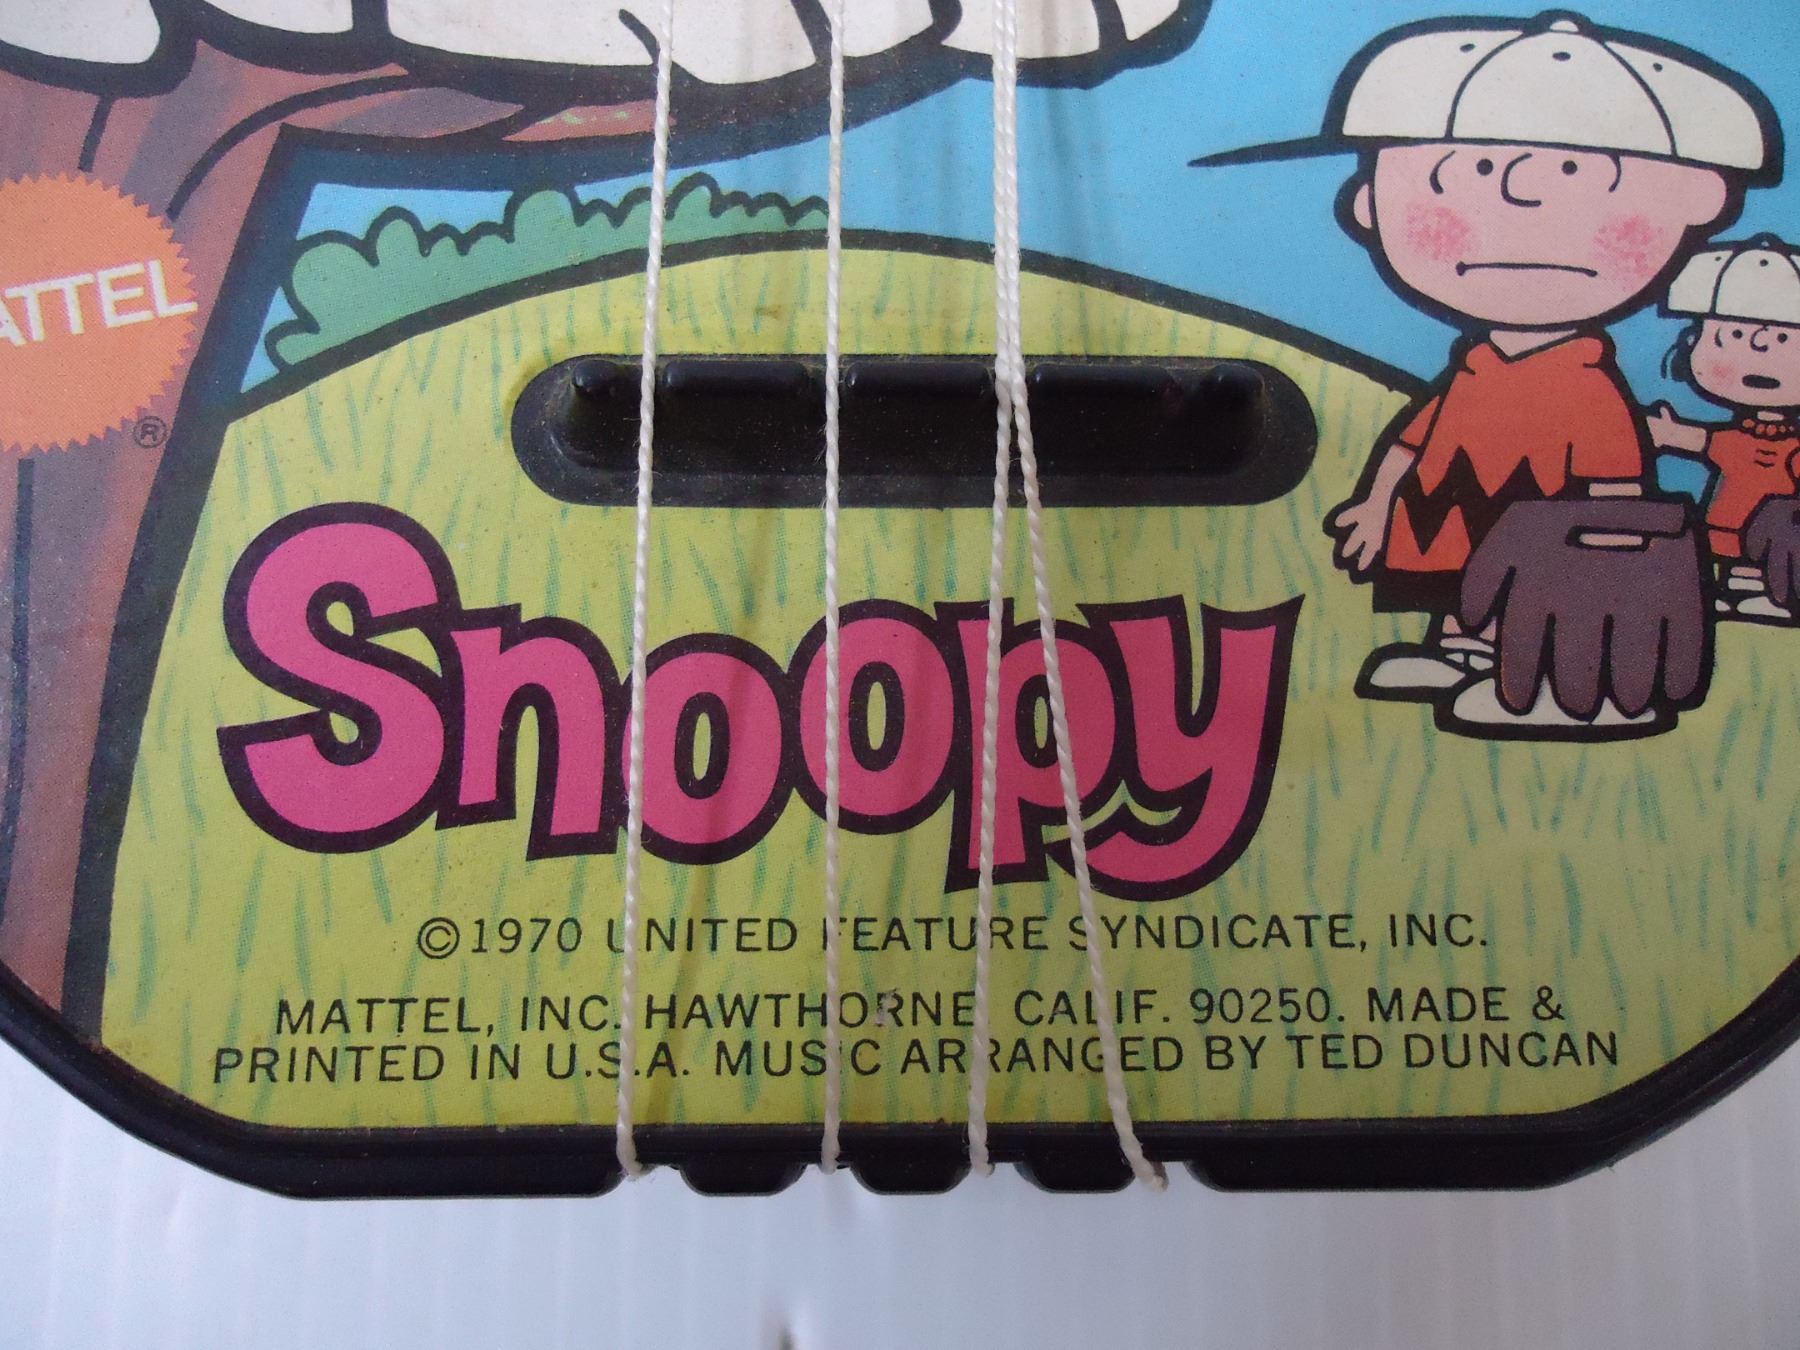 ATTEL
®
Snoopy
©1970 UNITED FEATURE SYNDICATE, INC.
MATTEL, INC. HAWTHORNE, CALIF. 90250. MADE &
PRINTED IN U.S.A. MUSIC ARRANGED BY TED DUNCAN